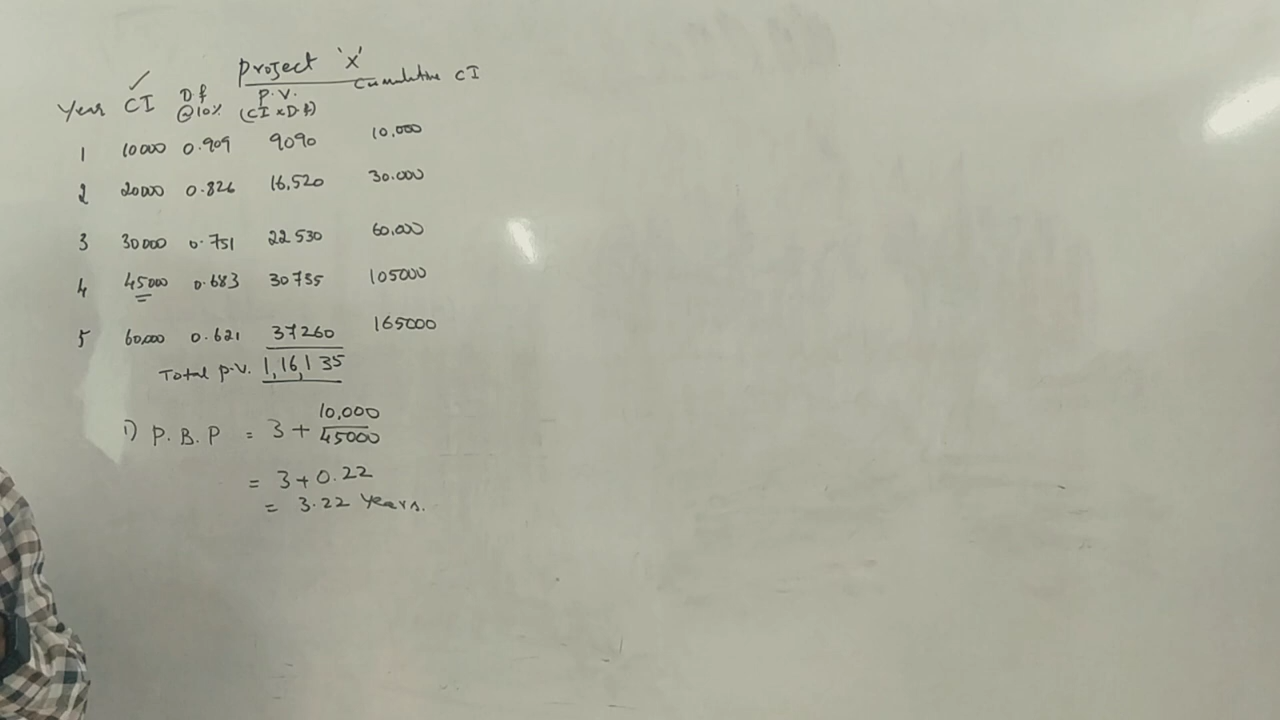 Project 'X'
Year CI Df @10% P.V. (CI x D.f) Cumulative CI
1 10000 0.909 9090 10,000
2 20000 0.826 16,520 30.000
3 30000 0.751 22530 60,000
4 45000 0.683 30735 105000
5 60,000 0.621 37260 165000
Total p.v. 1,16,135
1) P.B.P = 3 + 10,000/45000
= 3+0.22
= 3.22 Years.